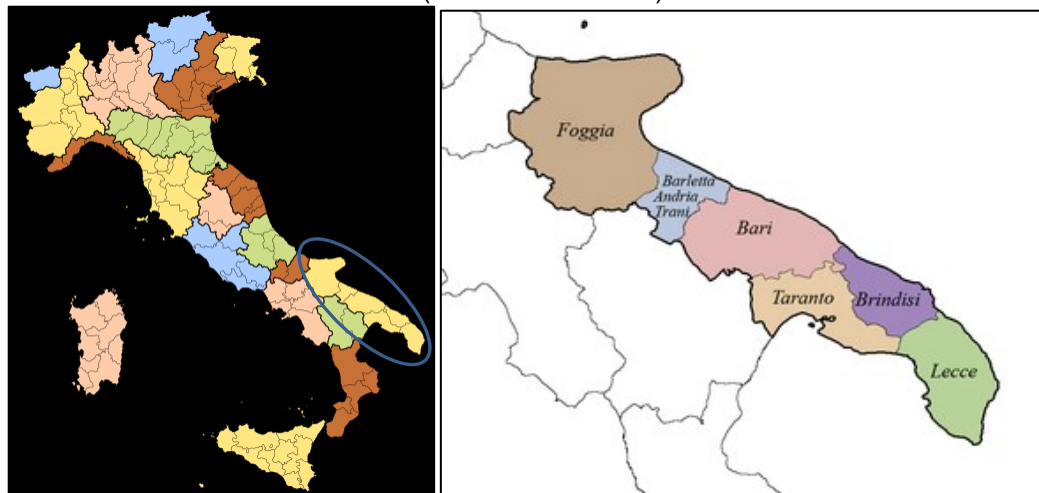 Foggia
Barletta
Andria
Trani
Bari
Taranto
Brindisi
Lecce